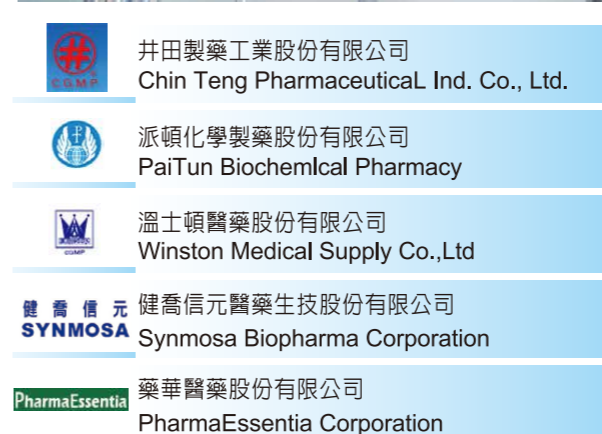 CGMP
井田製藥工業股份有限公司
Chin Teng PharmaceuticaL Ind. Co., Ltd.
派頓化學製藥股份有限公司
PaiTun BiochemIcal Pharmacy
CGMP
溫士頓醫藥股份有限公司
Winston Medical Supply Co.,Ltd
健喬信元
SYNMOSA
健喬信元醫藥生技股份有限公司
Synmosa Biopharma Corporation
PharmaEssentia
藥華醫藥股份有限公司
PharmaEssentia Corporation